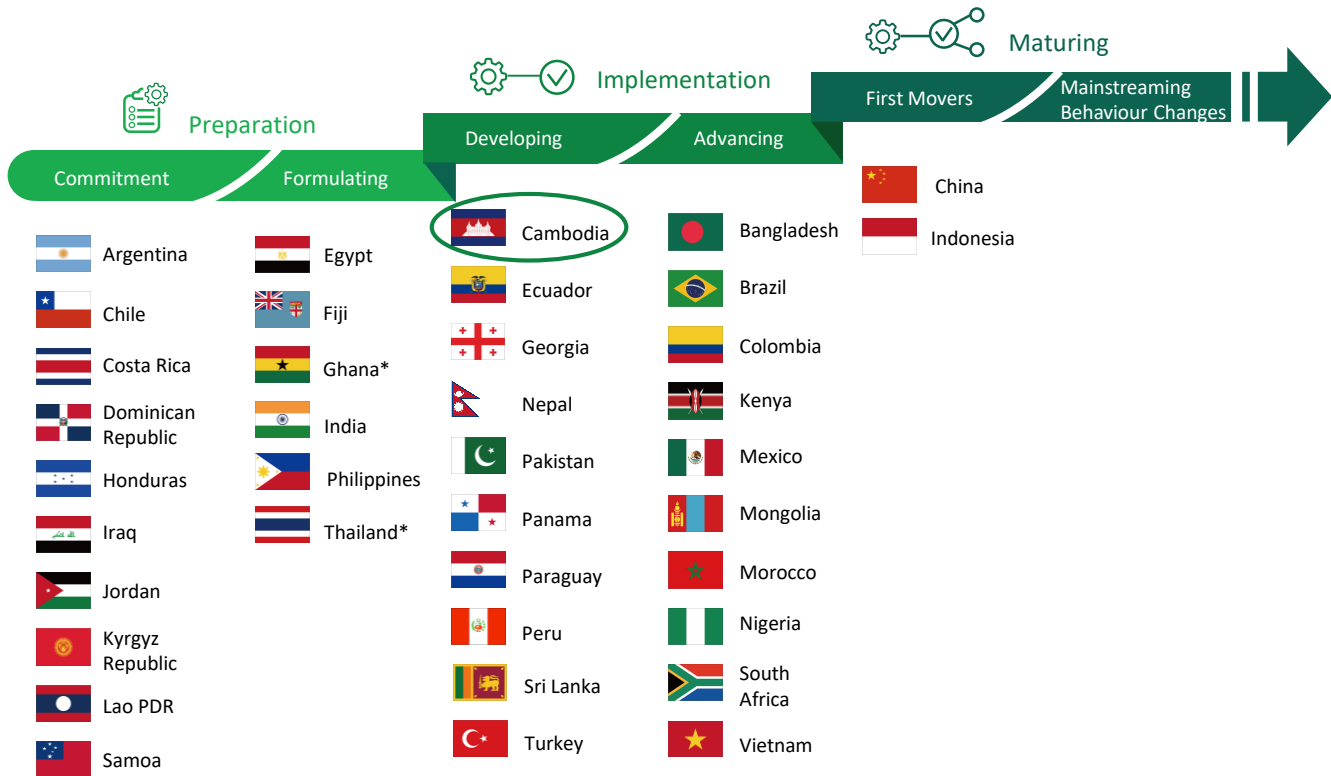 Preparation
Commitment
Formulating
Argentina
Chile
Costa Rica
Dominican
Republic
Honduras
Iraq
Jordan
Kyrgyz
Republic
Lao PDR
Samoa
Egypt
Fiji
Ghana*
India
Philippines
Thailand*
Implementation
Developing
Advancing
Cambodia
Ecuador
Georgia
Nepal
Pakistan
Panama
Paraguay
Peru
Sri Lanka
Turkey
Bangladesh
Brazil
Colombia
Kenya
Mexico
Mongolia
Morocco
Nigeria
South
Africa
Vietnam
Maturing
First Movers
Mainstreaming
Behaviour Changes
China
Indonesia